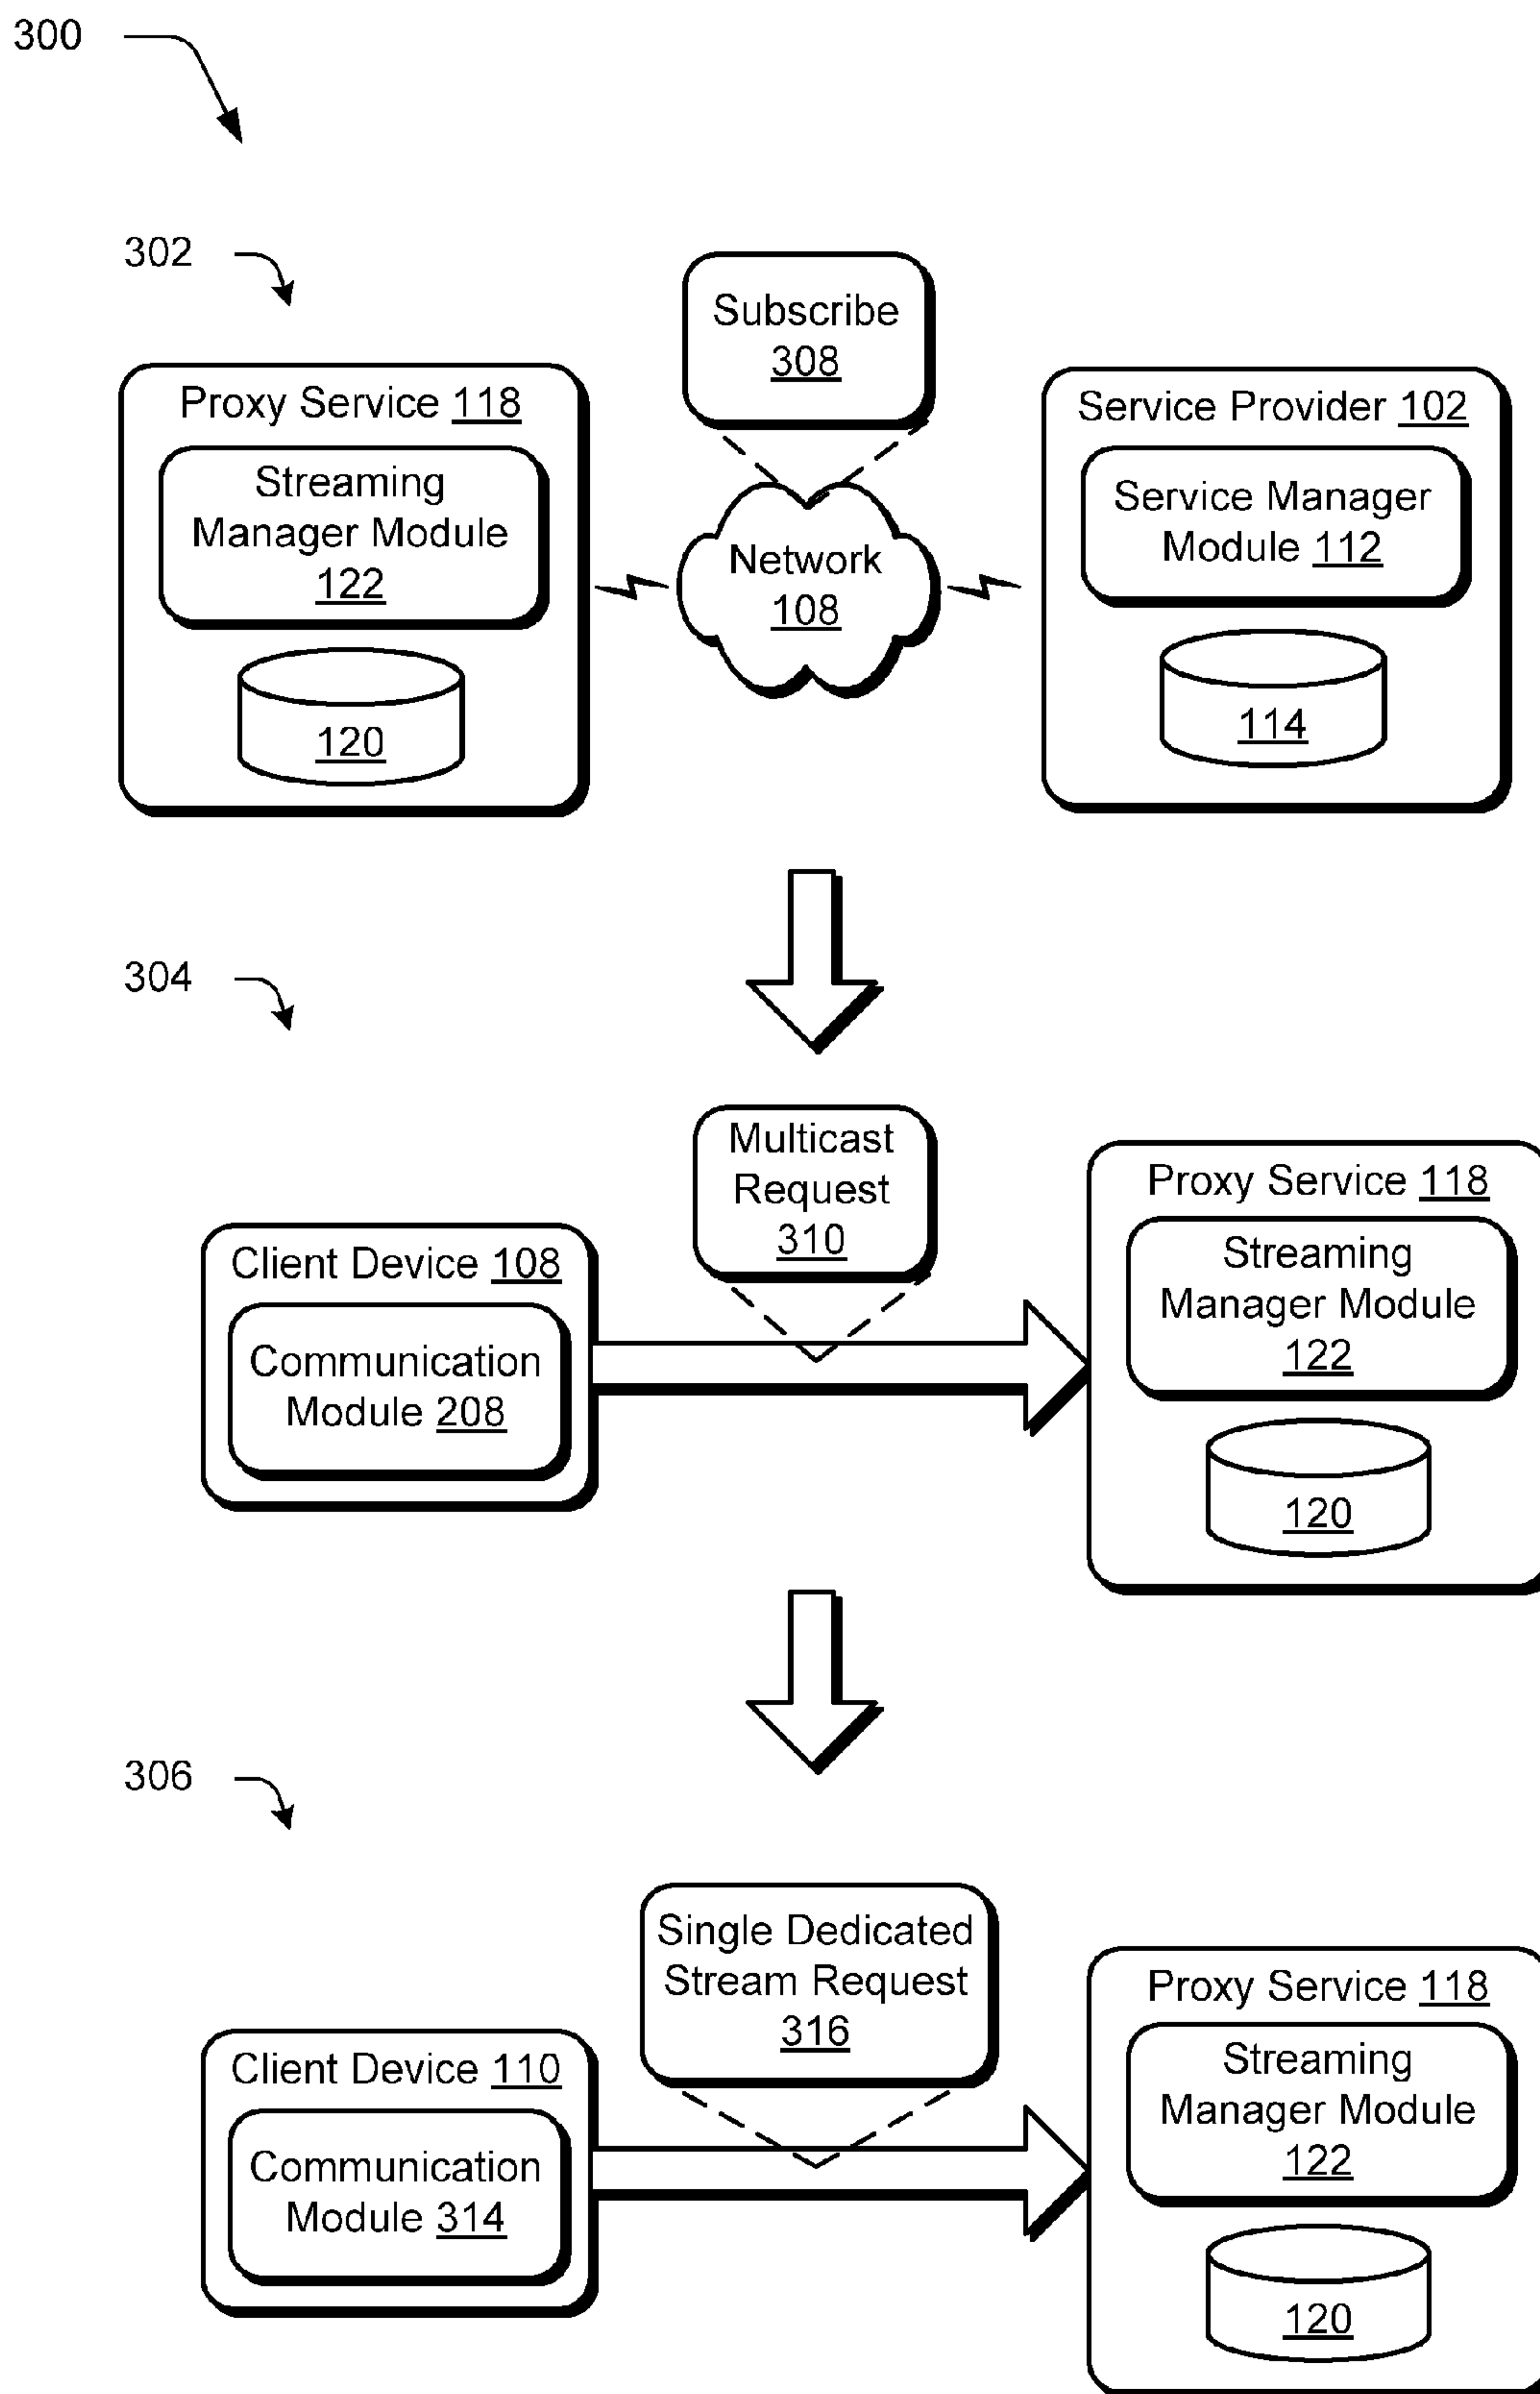 300
302
Subscribe
308
Proxy Service 118
Streaming
Manager Module
122
120
Network
108
Service Provider 102
Service Manager
Module 112
114
304
Multicast
Request
310
Client Device 108
Communication
Module 208
Proxy Service 118
Streaming
Manager Module
122
120
306
Single Dedicated
Stream Request
316
Client Device 110
Communication
Module 314
Proxy Service 118
Streaming
Manager Module
122
120